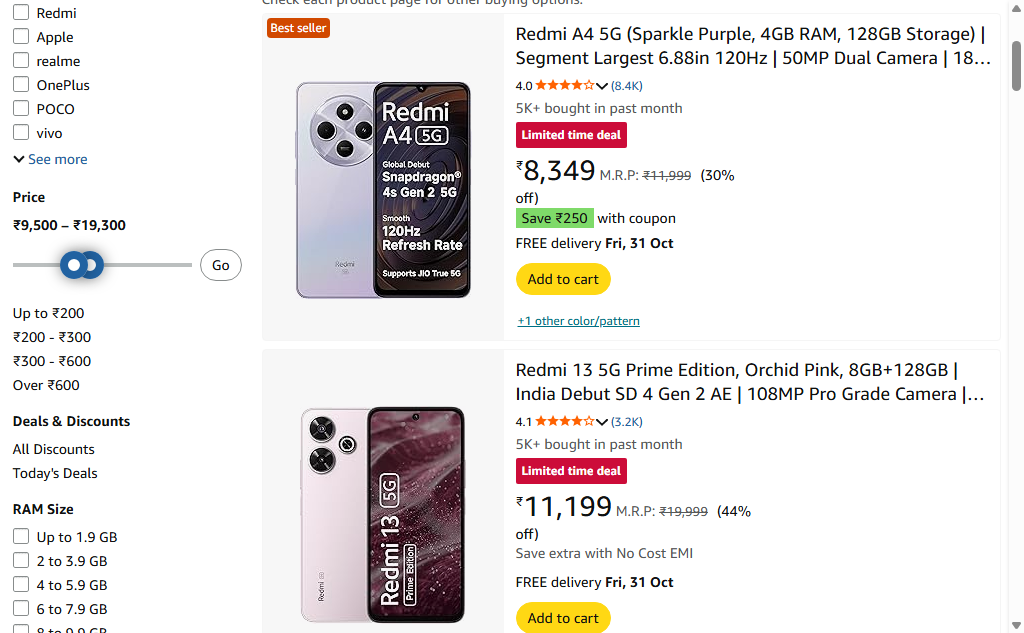 Check each product page for other buying options.
Redmi
Apple
realme
OnePlus
POCO
vivo
See more
Price
₹9,500 – ₹19,300
Go
Up to ₹200
₹200 - ₹300
₹300 - ₹600
Over ₹600
Deals & Discounts
All Discounts
Today's Deals
RAM Size
Up to 1.9 GB
2 to 3.9 GB
4 to 5.9 GB
6 to 7.9 GB
8 to 9.9 GB
Best seller
Redmi
A4 5G
Global Debut
Snapdragon®
4s Gen 2 5G
Smooth
120Hz
Refresh Rate
Supports JIO True 5G
Redmi
Redmi A4 5G (Sparkle Purple, 4GB RAM, 128GB Storage) |
Segment Largest 6.88in 120Hz | 50MP Dual Camera | 18...
4.0 (8.4K)
5K+ bought in past month
Limited time deal
₹8,349 M.R.P: ₹11,999 (30%
off)
Save ₹250 with coupon
FREE delivery Fri, 31 Oct
Add to cart
+1 other color/pattern
Redmi 13 5G
Prime Edition
Redmi
Redmi 13 5G Prime Edition, Orchid Pink, 8GB+128GB |
India Debut SD 4 Gen 2 AE | 108MP Pro Grade Camera |...
4.1 (3.2K)
5K+ bought in past month
Limited time deal
₹11,199 M.R.P: ₹19,999 (44%
off)
Save extra with No Cost EMI
FREE delivery Fri, 31 Oct
Add to cart